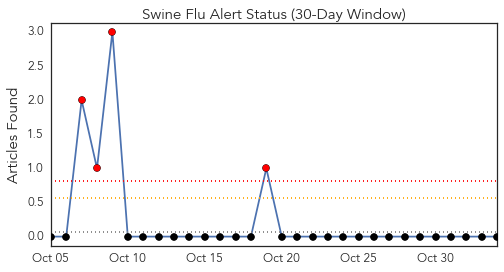 Swine Flu Alert Status (30-Day Window)
Articles Found
3.0
2.5
2.0
1.5
1.0
0.5
0.0
Oct 05
Oct 10
Oct 15
Oct 20
Oct 25
Oct 30